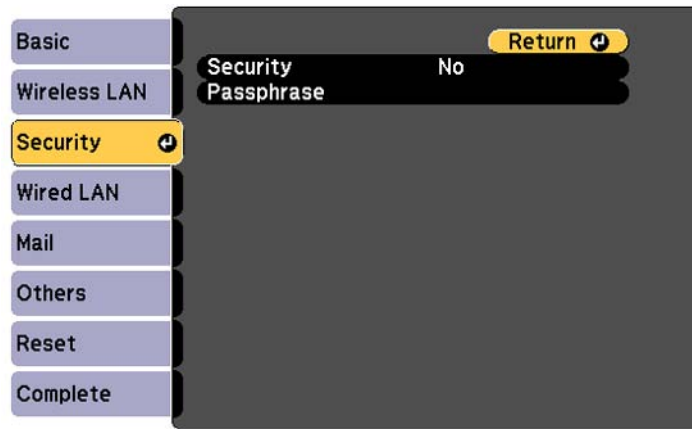 Basic
Wireless LAN
Security
Wired LAN
Mail
Others
Reset
Complete
Return
Security No
Passphrase